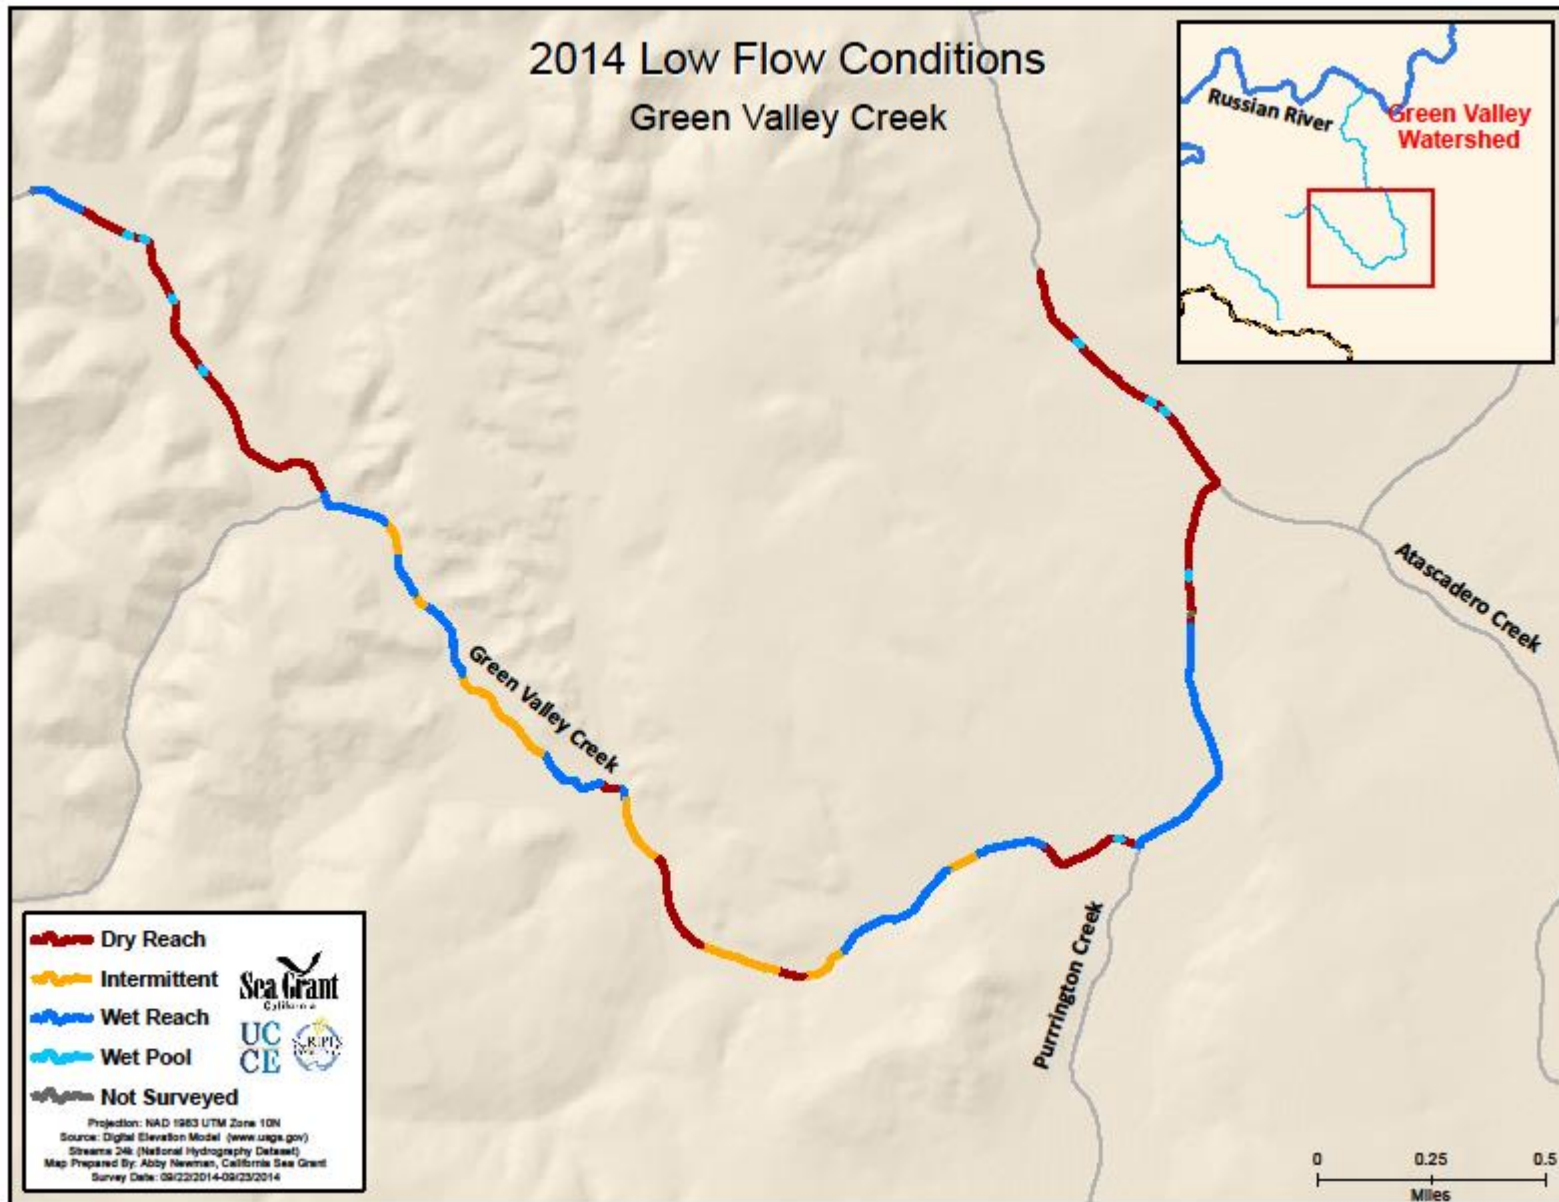 2014 Low Flow Conditions
Green Valley Creek
Russian River
Green Valley
Watershed
Atascadero Creek
Green Valley Creek
Purrington Creek
Dry Reach
Intermittent
Wet Reach
Wet Pool
Not Surveyed
Sea Grant
California
UC
CE
Projection: NAD 1983 UTM Zone 10N
Source: Digital Elevation Model (www.usgs.gov)
Streams 24k (National Hydrography Dataset)
Map Prepared By: Abby Newman, California Sea Grant
Survey Date: 09/22/2014-09/23/2014
0 0.25 0.5
Miles